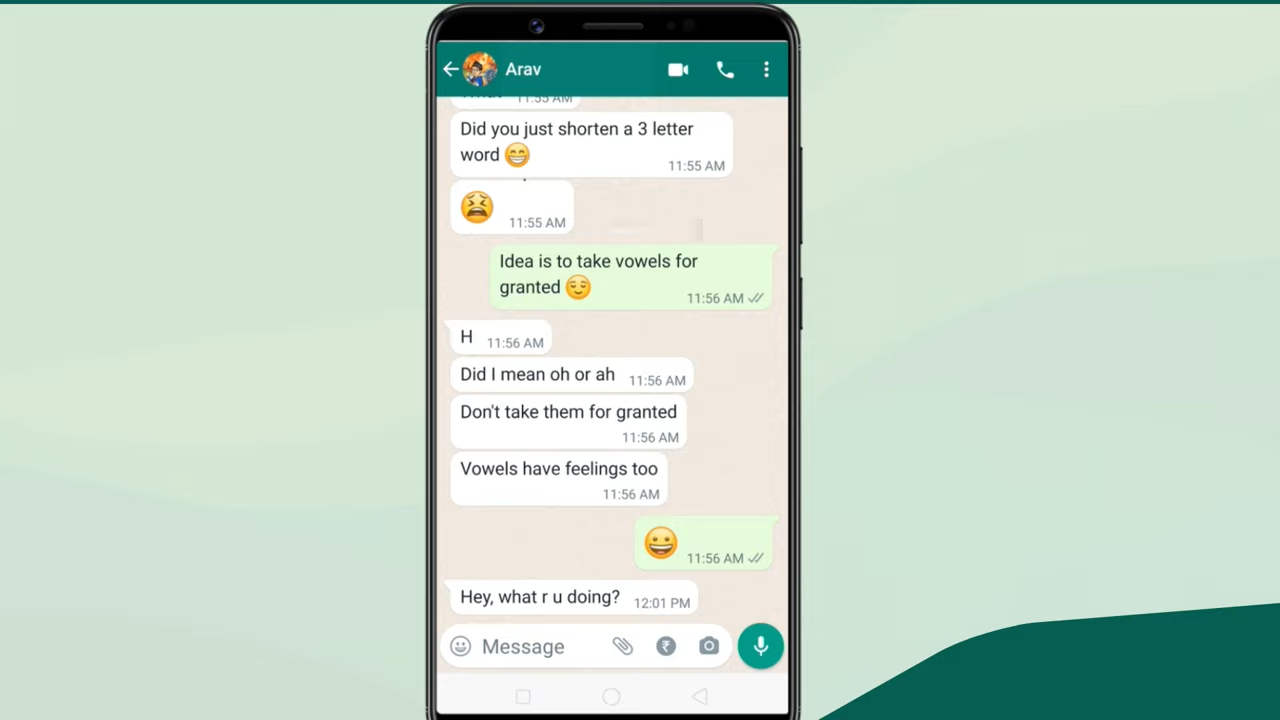 Arav
11:55 AM
Did you just shorten a 3 letter
word 😁
11:55 AM
😫
11:55 AM
Idea is to take vowels for
granted 😌
11:56 AM
H
11:56 AM
Did I mean oh or ah
11:56 AM
Don't take them for granted
11:56 AM
Vowels have feelings too
11:56 AM
😀
11:56 AM
Hey, what r u doing?
12:01 PM
Message